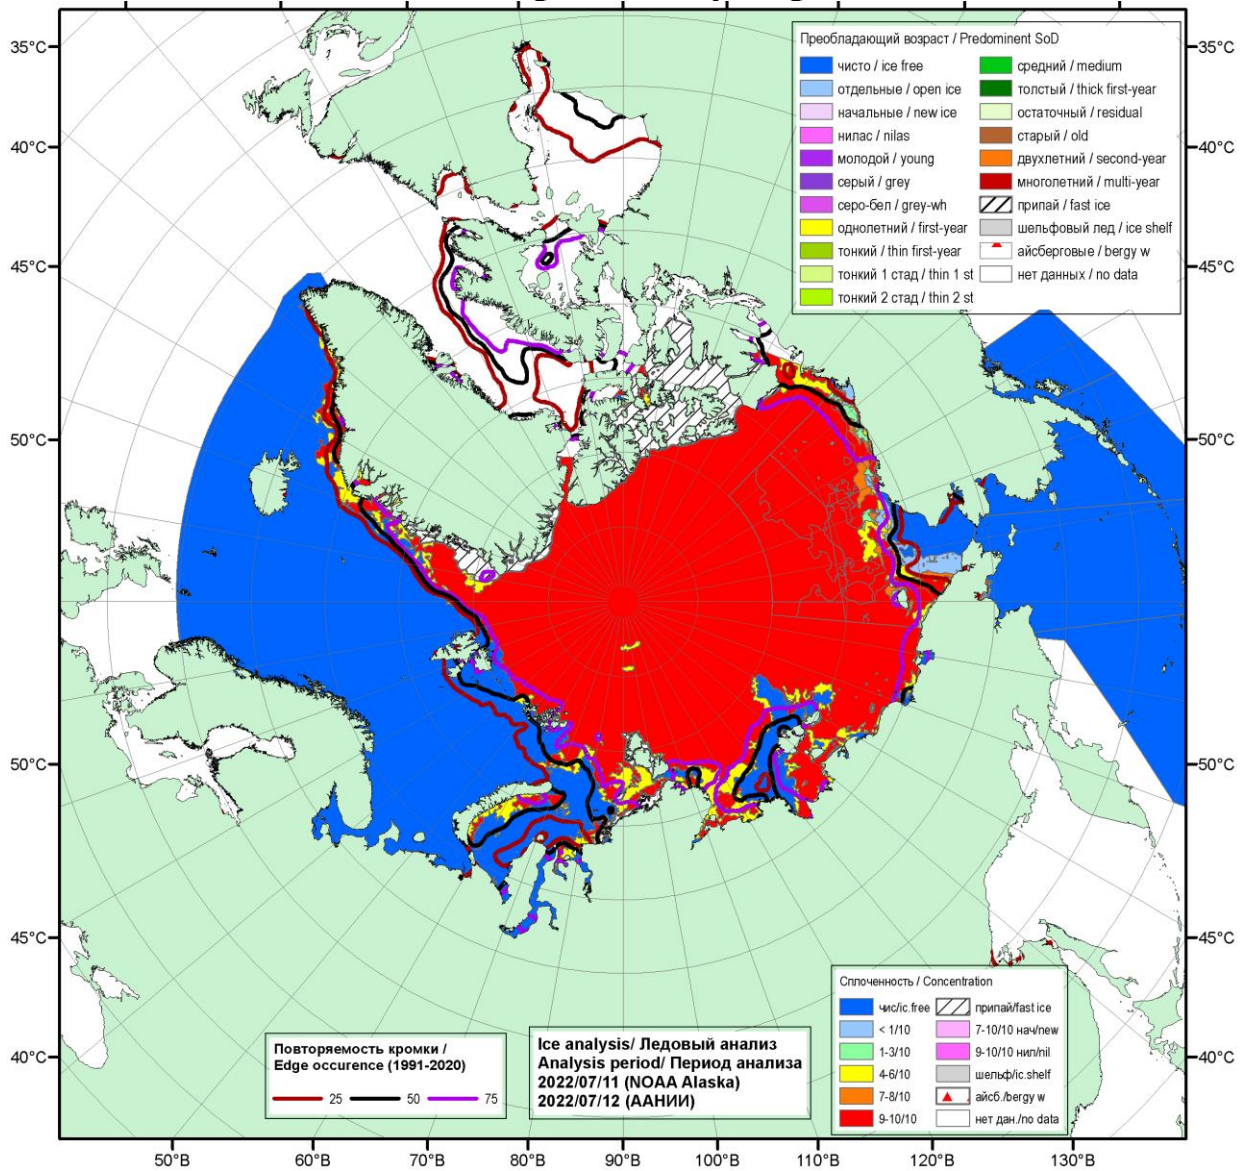 Преобладающий возраст / Predominent SoD
чисто / ice free
отдельные / open ice
начальные / new ice
нилас / nilas
молодой / young
серый / grey
серо-бел / grey-wh
однолетний / first-year
тонкий / thin first-year
тонкий 1 стад / thin 1 st
тонкий 2 стад / thin 2 st
средний / medium
толстый / thick first-year
остаточный / residual
старый / old
двухлетний / second-year
многолетний / multi-year
припай / fast ice
шельфовый лед / ice shelf
айсберговые / bergy w
нет данных / no data
35°С
40°С
45°С
50°С
50°С
45°С
40°С
35°С
40°С
45°С
50°С
50°С
45°С
40°С
Сплоченность / Concentration
чис/ic.free
< 1/10
1-3/10
4-6/10
7-8/10
9-10/10
припай/fast ice
7-10/10 нач/new
9-10/10 нил/nil
шельф/ic.shelf
айсб./bergy w
нет дан./no data
Повторяемость кромки /
Edge occurence (1991-2020)
25 50 75
Ice analysis/ Ледовый анализ
Analysis period/ Период анализа
2022/07/11 (NOAA Alaska)
2022/07/12 (ААНИИ)
50°В 60°В 70°В 80°В 90°В 100°В 110°В 120°В 130°В